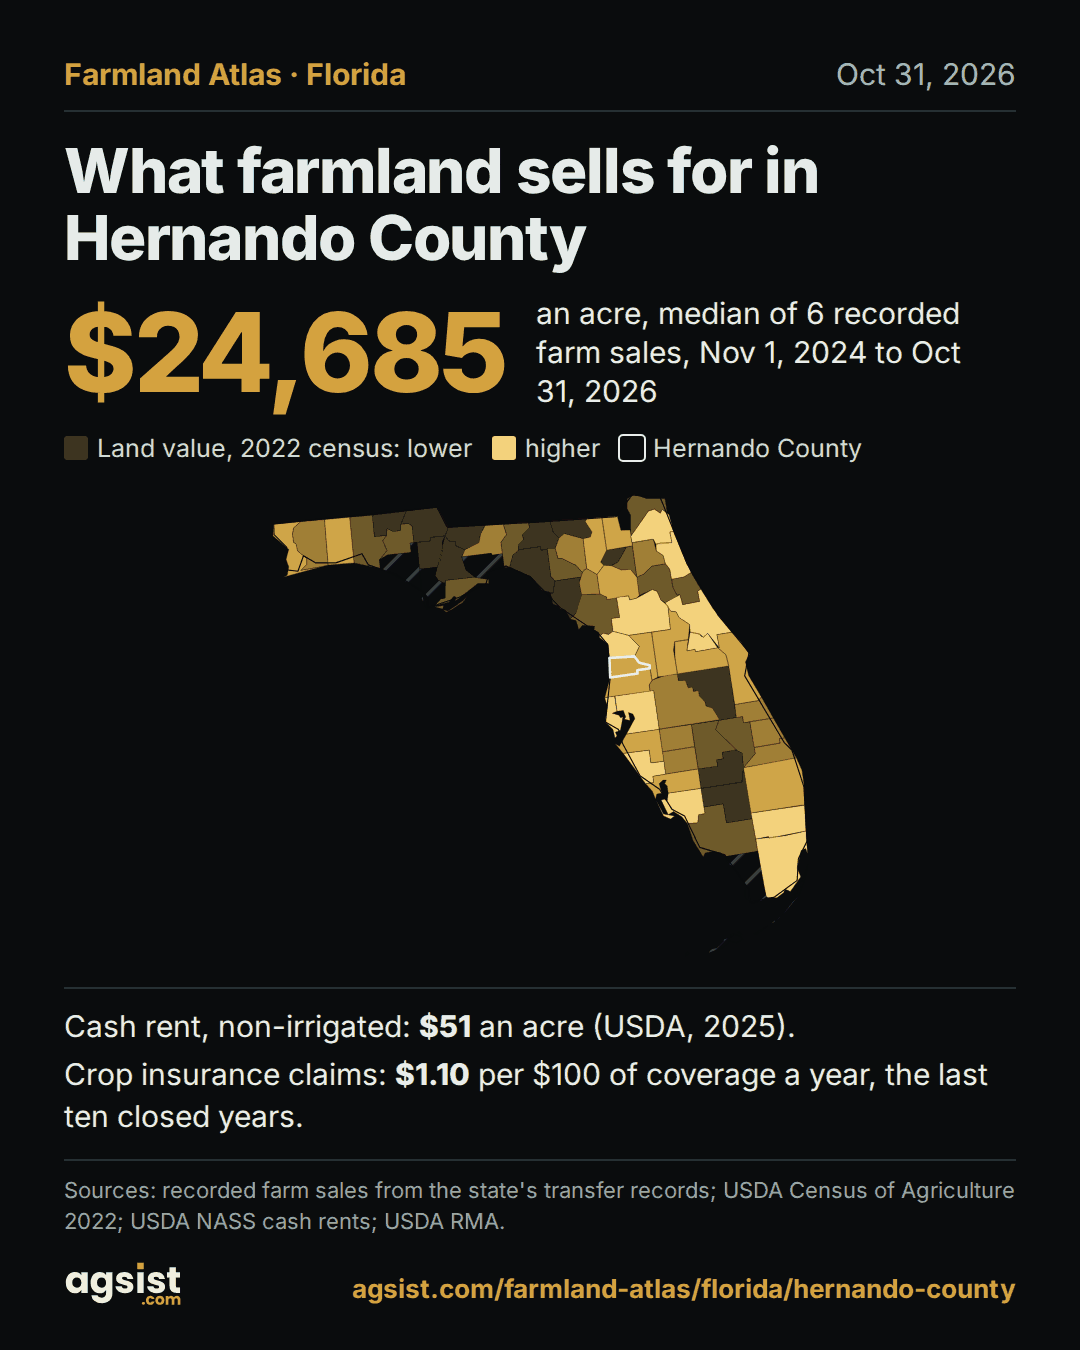 Farmland Atlas · Florida
Oct 31, 2026
What farmland sells for in
Hernando County
$24,685
an acre, median of 6 recorded
farm sales, Nov 1, 2024 to Oct
31, 2026
Land value, 2022 census: lower
higher
Hernando County
Cash rent, non-irrigated: $51 an acre (USDA, 2025).
Crop insurance claims: $1.10 per $100 of coverage a year, the last
ten closed years.
Sources: recorded farm sales from the state's transfer records; USDA Census of Agriculture
2022; USDA NASS cash rents; USDA RMA.
agsist
.com
agsist.com/farmland-atlas/florida/hernando-county